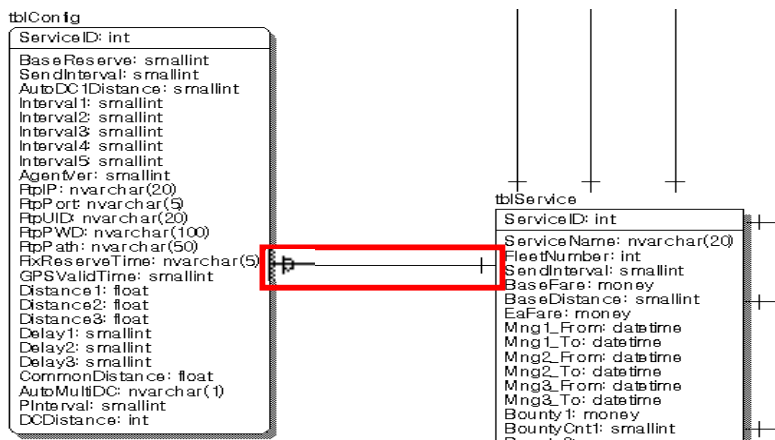 tblConfig
ServiceID: int
BaseReserve: smallint
SendInterval: smallint
AutoDC1Distance: smallint
Interval1: smallint
Interval2: smallint
Interval3: smallint
Interval4: smallint
Interval5: smallint
AgentVer: smallint
FtpIP: nvarchar(20)
FtpPort: nvarchar(5)
FtpUID: nvarchar(20)
FtpPWD: nvarchar(100)
FtpPath: nvarchar(50)
FixReserveTime: nvarchar(5)
GPSValidTime: smallint
Distance1: float
Distance2: float
Distance3: float
Delay1: smallint
Delay2: smallint
Delay3: smallint
CommonDistance: float
AutoMultiDC: nvarchar(1)
PInterval: smallint
DCDistance: int
P
tblService
ServiceID: int
ServiceName: nvarchar(20)
FleetNumber: int
SendInterval: smallint
BaseFare: money
BaseDistance: smallint
EaFare: money
Mng1_From: datetime
Mng1_To: datetime
Mng2_From: datetime
Mng2_To: datetime
Mng3_From: datetime
Mng3_To: datetime
Bounty1: money
BountyCnt1: smallint